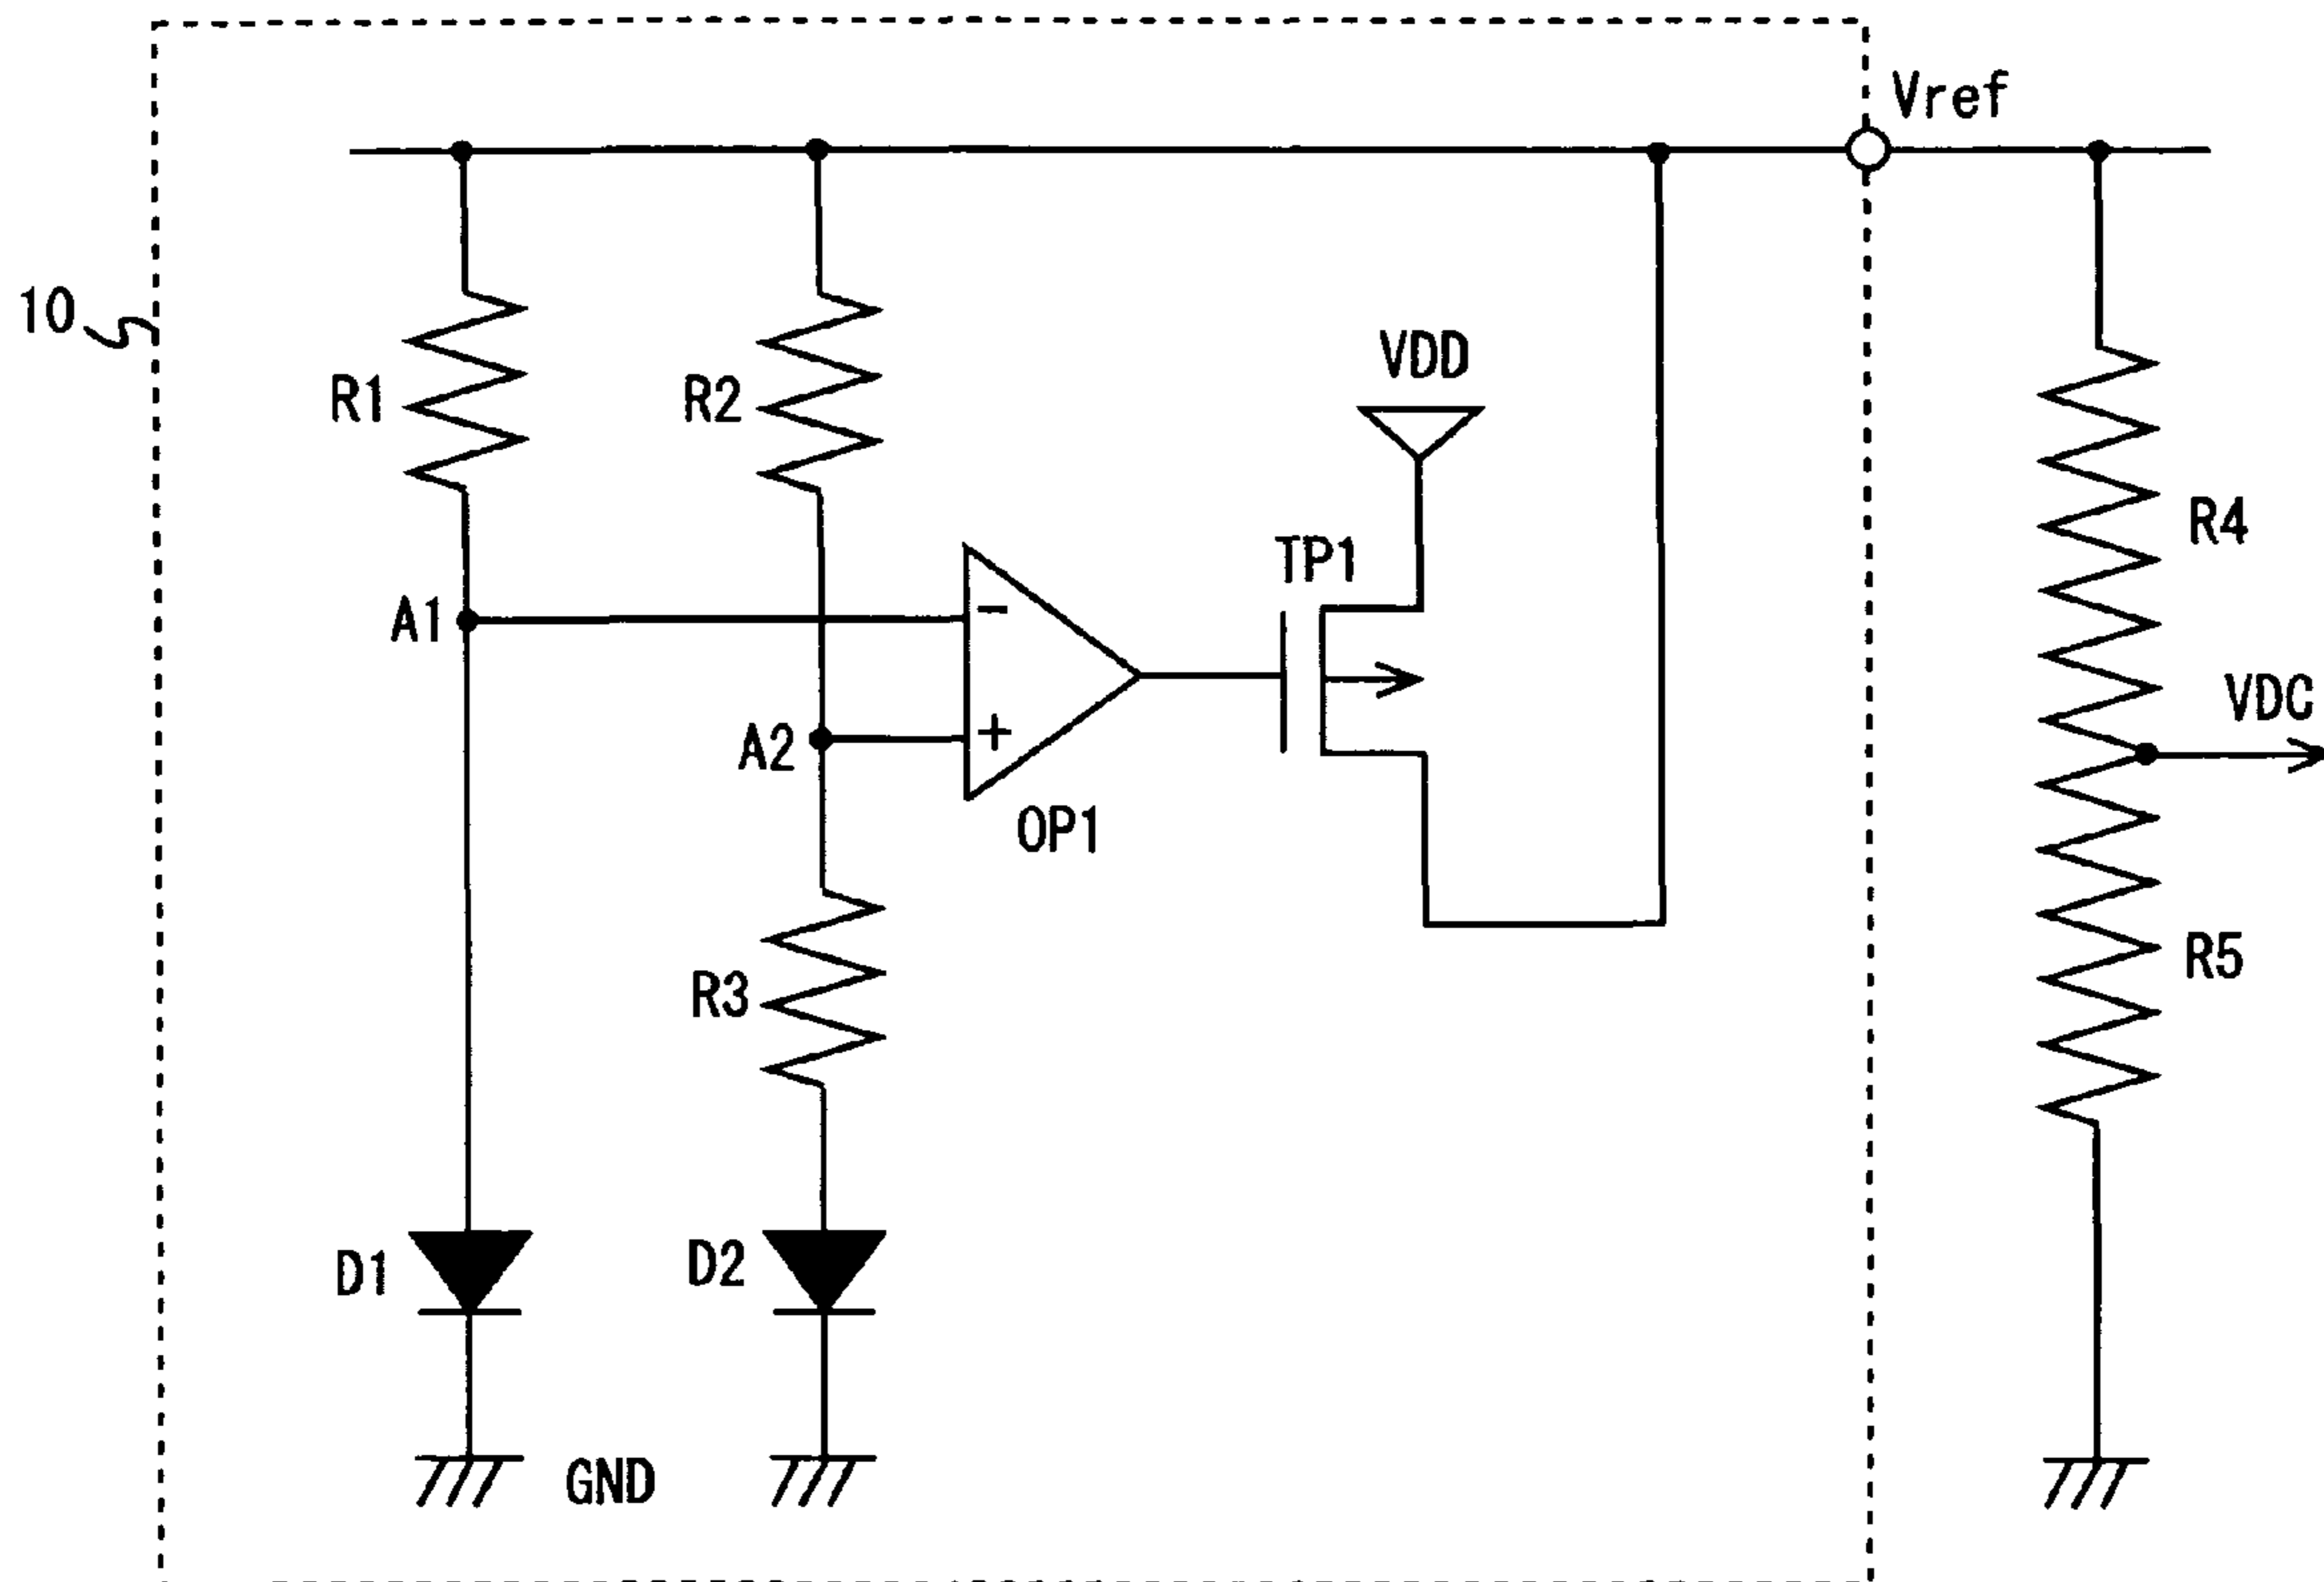 Vref
10
R1
R2
VDD
R4
TP1
A1
-
VDC
A2
+
OP1
R3
R5
D1
D2
GND